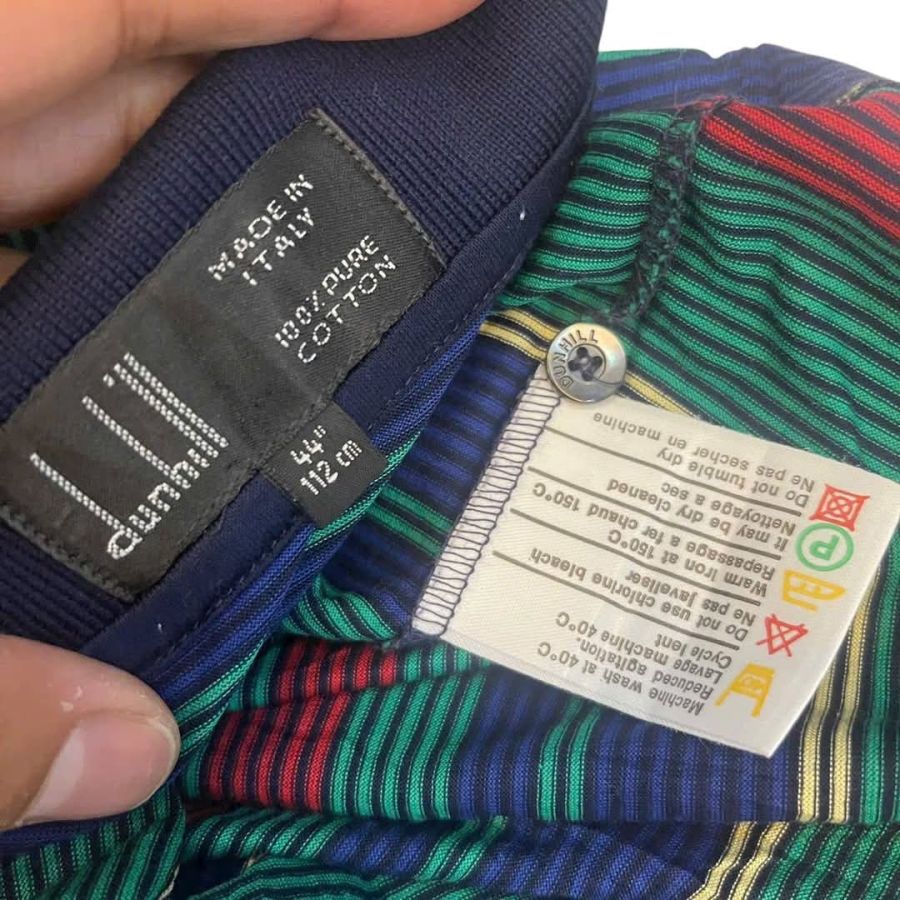 MADE IN
ITALY
100% PURE
COTTON
dunhill
44"
112 cm
DUNHILL
Machine wash at 40°C
Reduced agitation.
Lavage machine 40°C
Cycle lent
Do not use chlorine bleach
Ne pas javelliser
Warm iron at 150°C
Repassage a fer chaud 150°C
P
It may be dry cleaned
Nettoyage a sec
Do not tumble dry
Ne pas sècher en machine